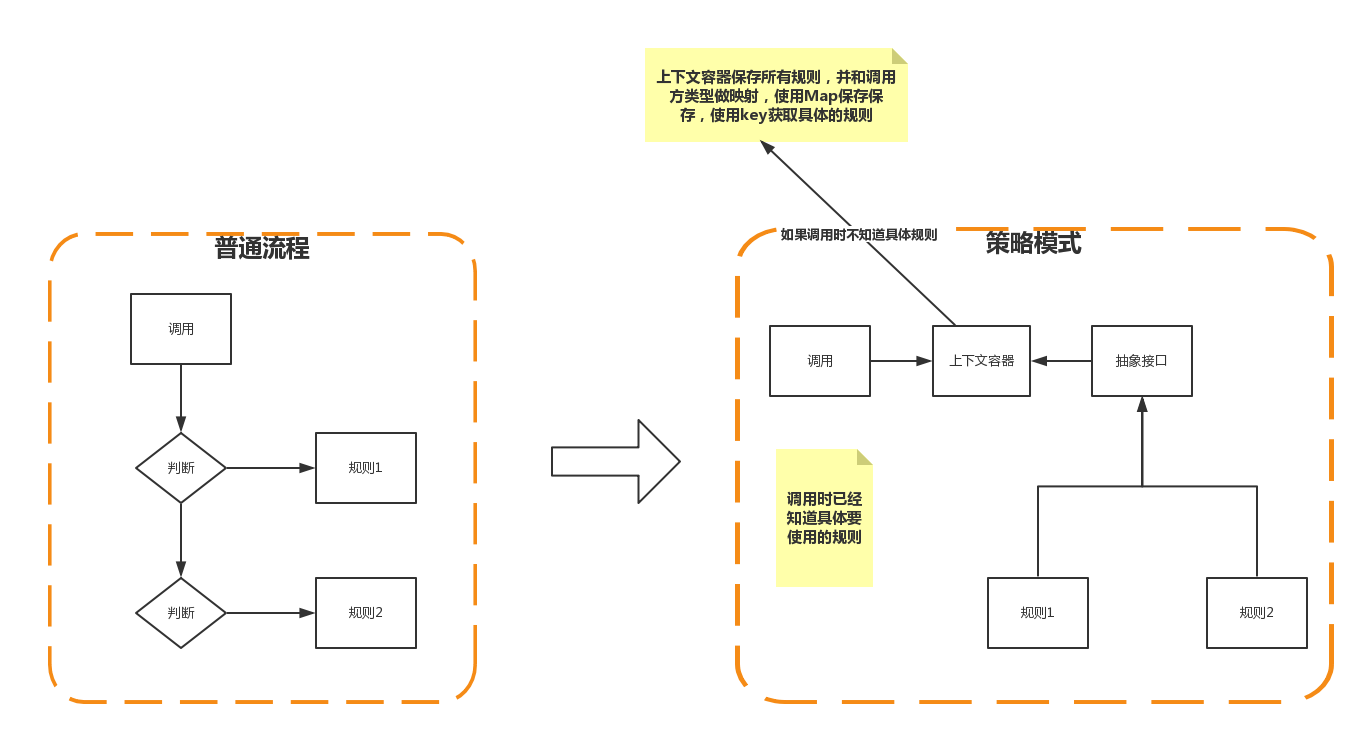 上下文容器保存所有规则，并和调用
方类型做映射，使用Map保存保
存，使用key获取具体的规则
普通流程
调用
判断
规则1
判断
规则2
如果调用时不知道具体规则
策略模式
调用
上下文容器
抽象接口
调用时已经
知道具体要
使用的规则
规则1
规则2